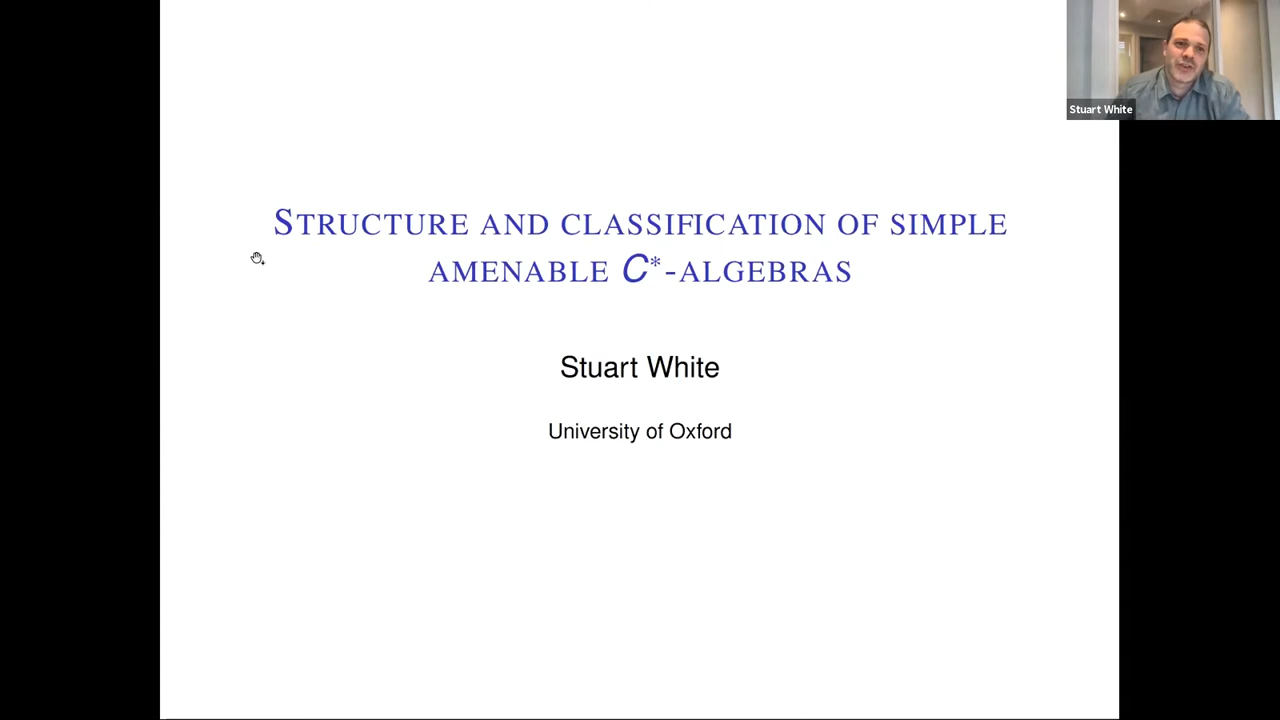 STRUCTURE AND CLASSIFICATION OF SIMPLE
AMENABLE C*-ALGEBRAS
Stuart White
University of Oxford
Stuart White